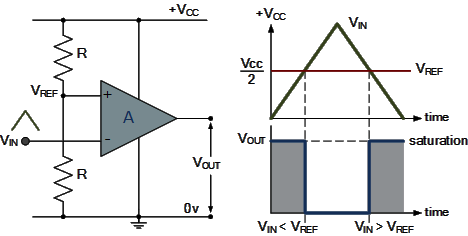 +VCC
R
VREF
+
A
VIN
-
R
VOUT
0v
+VCC
VIN
Vcc
2
VREF
time
VOUT
saturation
time
VIN < VREF
VIN > VREF